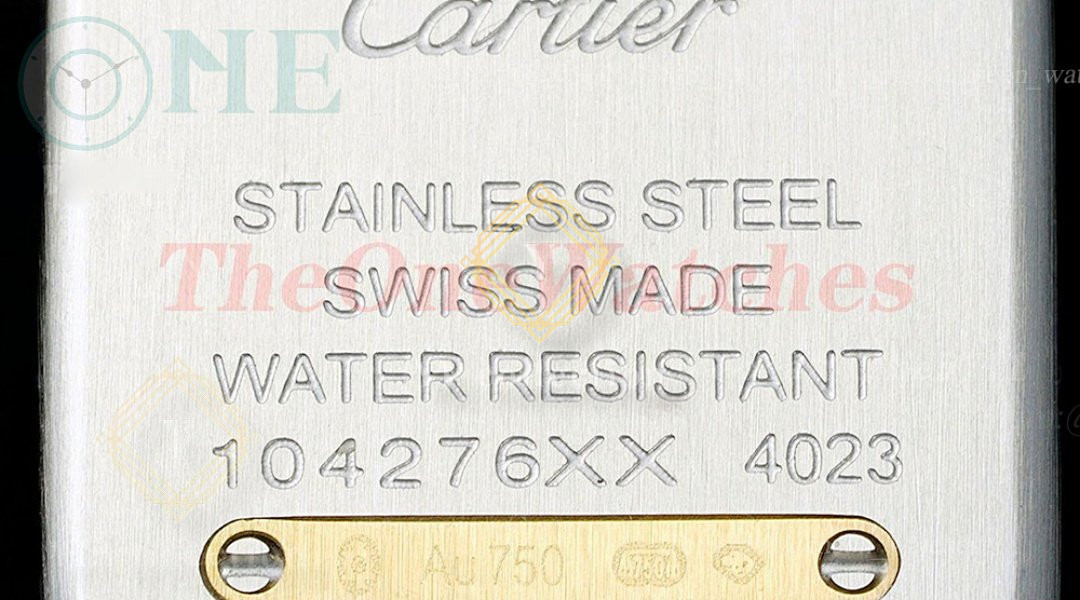 Cartier
ONE
STAINLESS STEEL
TheOneWatches
SWISS MADE
WATER RESISTANT
104276XX 4023
Au750